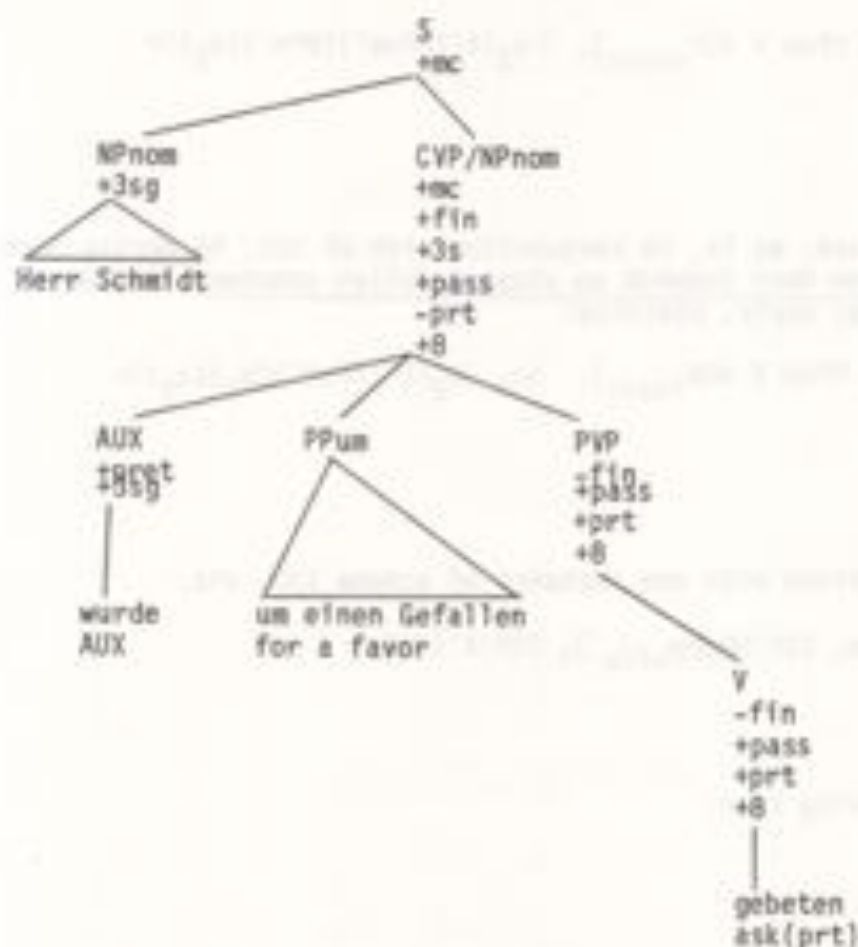 S
+mc
NPnom
+3sg
Herr Schmidt
CVP/NPnom
+mc
+fin
+3s
+pass
-prt
+8
AUX
+pret
+3sg
wurde
AUX
PPum
um einen Gefallen
for a favor
PVP
-fin
+pass
+prt
+8
V
-fin
+pass
+prt
+8
gebeten
ask(prt)